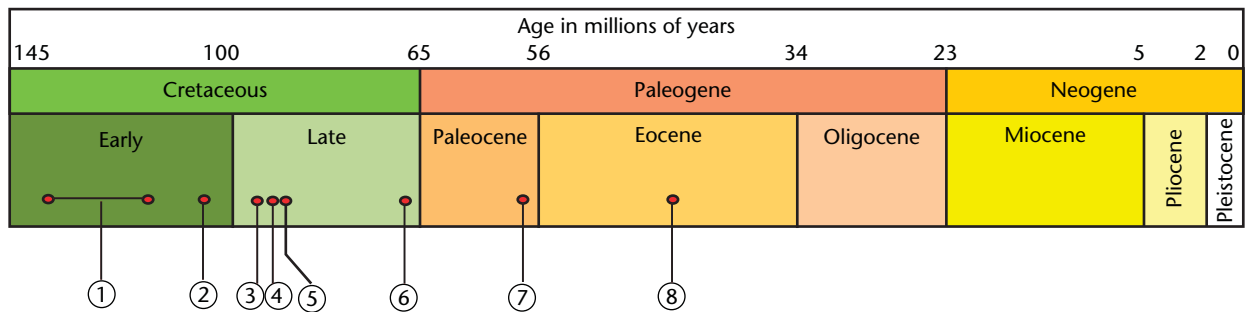 Age in millions of years
145 100 65 56 34 23 5 2 0
Cretaceous Paleogene Neogene
Early Late Paleocene Eocene Oligocene Miocene Pliocene Pleistocene
1 2 3 4 5 6 7 8